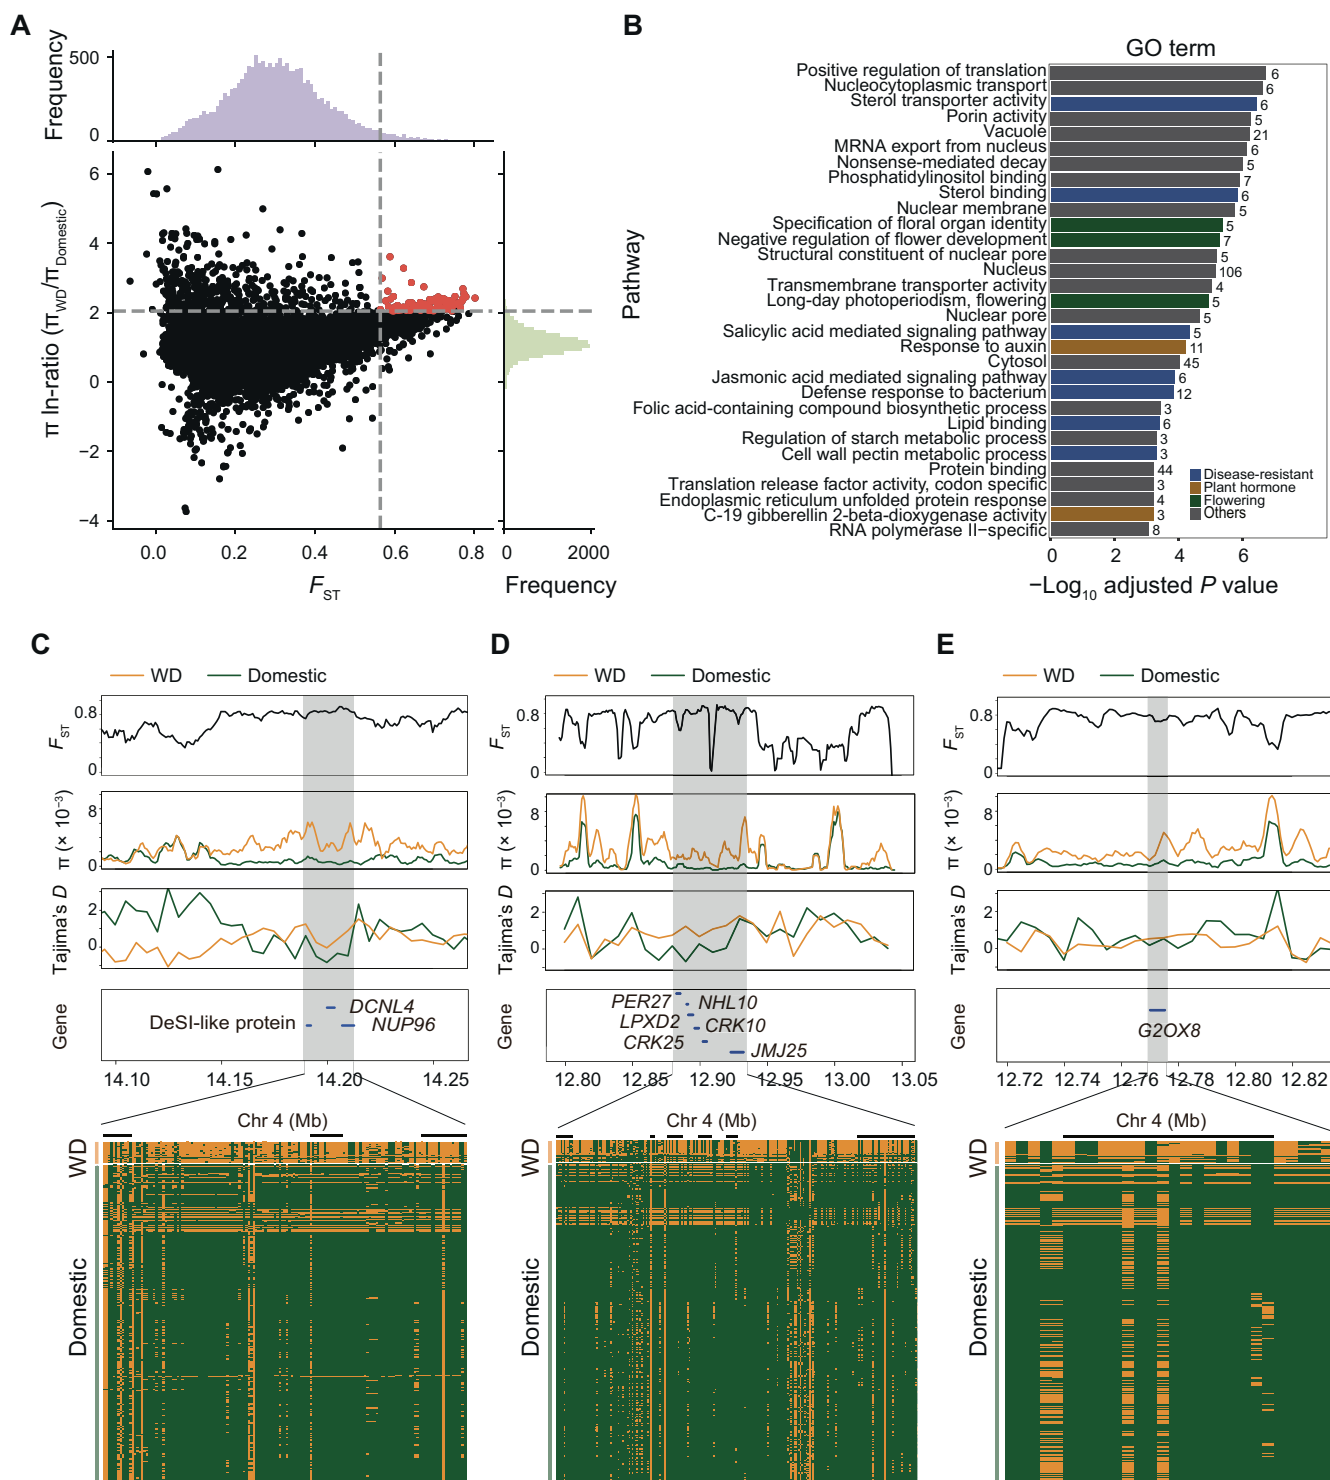 A
Frequency
500
0
π ln-ratio (πWD/πDomestic)
6
4
2
0
−2
−4
0.0 0.2 0.4 0.6 0.8
FST
0 2000
Frequency
B
GO term
Pathway
Positive regulation of translation 6
Nucleocytoplasmic transport 6
Sterol transporter activity 6
Porin activity 5
Vacuole 21
MRNA export from nucleus 6
Nonsense-mediated decay 5
Phosphatidylinositol binding 7
Sterol binding 6
Nuclear membrane 5
Specification of floral organ identity 5
Negative regulation of flower development 7
Structural constituent of nuclear pore 5
Nucleus 106
Transmembrane transporter activity 4
Long-day photoperiodism, flowering 5
Nuclear pore 5
Salicylic acid mediated signaling pathway 5
Response to auxin 11
Cytosol 45
Jasmonic acid mediated signaling pathway 6
Defense response to bacterium 12
Folic acid-containing compound biosynthetic process 3
Lipid binding 6
Regulation of starch metabolic process 3
Cell wall pectin metabolic process 3
Protein binding 44
Translation release factor activity, codon specific 3
Endoplasmic reticulum unfolded protein response 4
C-19 gibberellin 2-beta-dioxygenase activity 3
RNA polymerase II−specific 8
Disease-resistant
Plant hormone
Flowering
Others
0 2 4 6
−Log10 adjusted P value
C
WD Domestic
FST
0.8
0
π (× 10−3)
8
0
Tajima's D
2
0
Gene
DCNL4
DeSI-like protein NUP96
14.10 14.15 14.20 14.25
Chr 4 (Mb)
WD
Domestic
D
WD Domestic
FST
0.8
0
π (× 10−3)
8
0
Tajima's D
2
0
Gene
PER27 NHL10
LPXD2 CRK10
CRK25 JMJ25
12.80 12.85 12.90 12.95 13.00 13.05
Chr 4 (Mb)
WD
Domestic
E
WD Domestic
FST
0.8
0
π (× 10−3)
8
0
Tajima's D
2
0
Gene
G2OX8
12.72 12.74 12.76 12.78 12.80 12.82
Chr 4 (Mb)
WD
Domestic